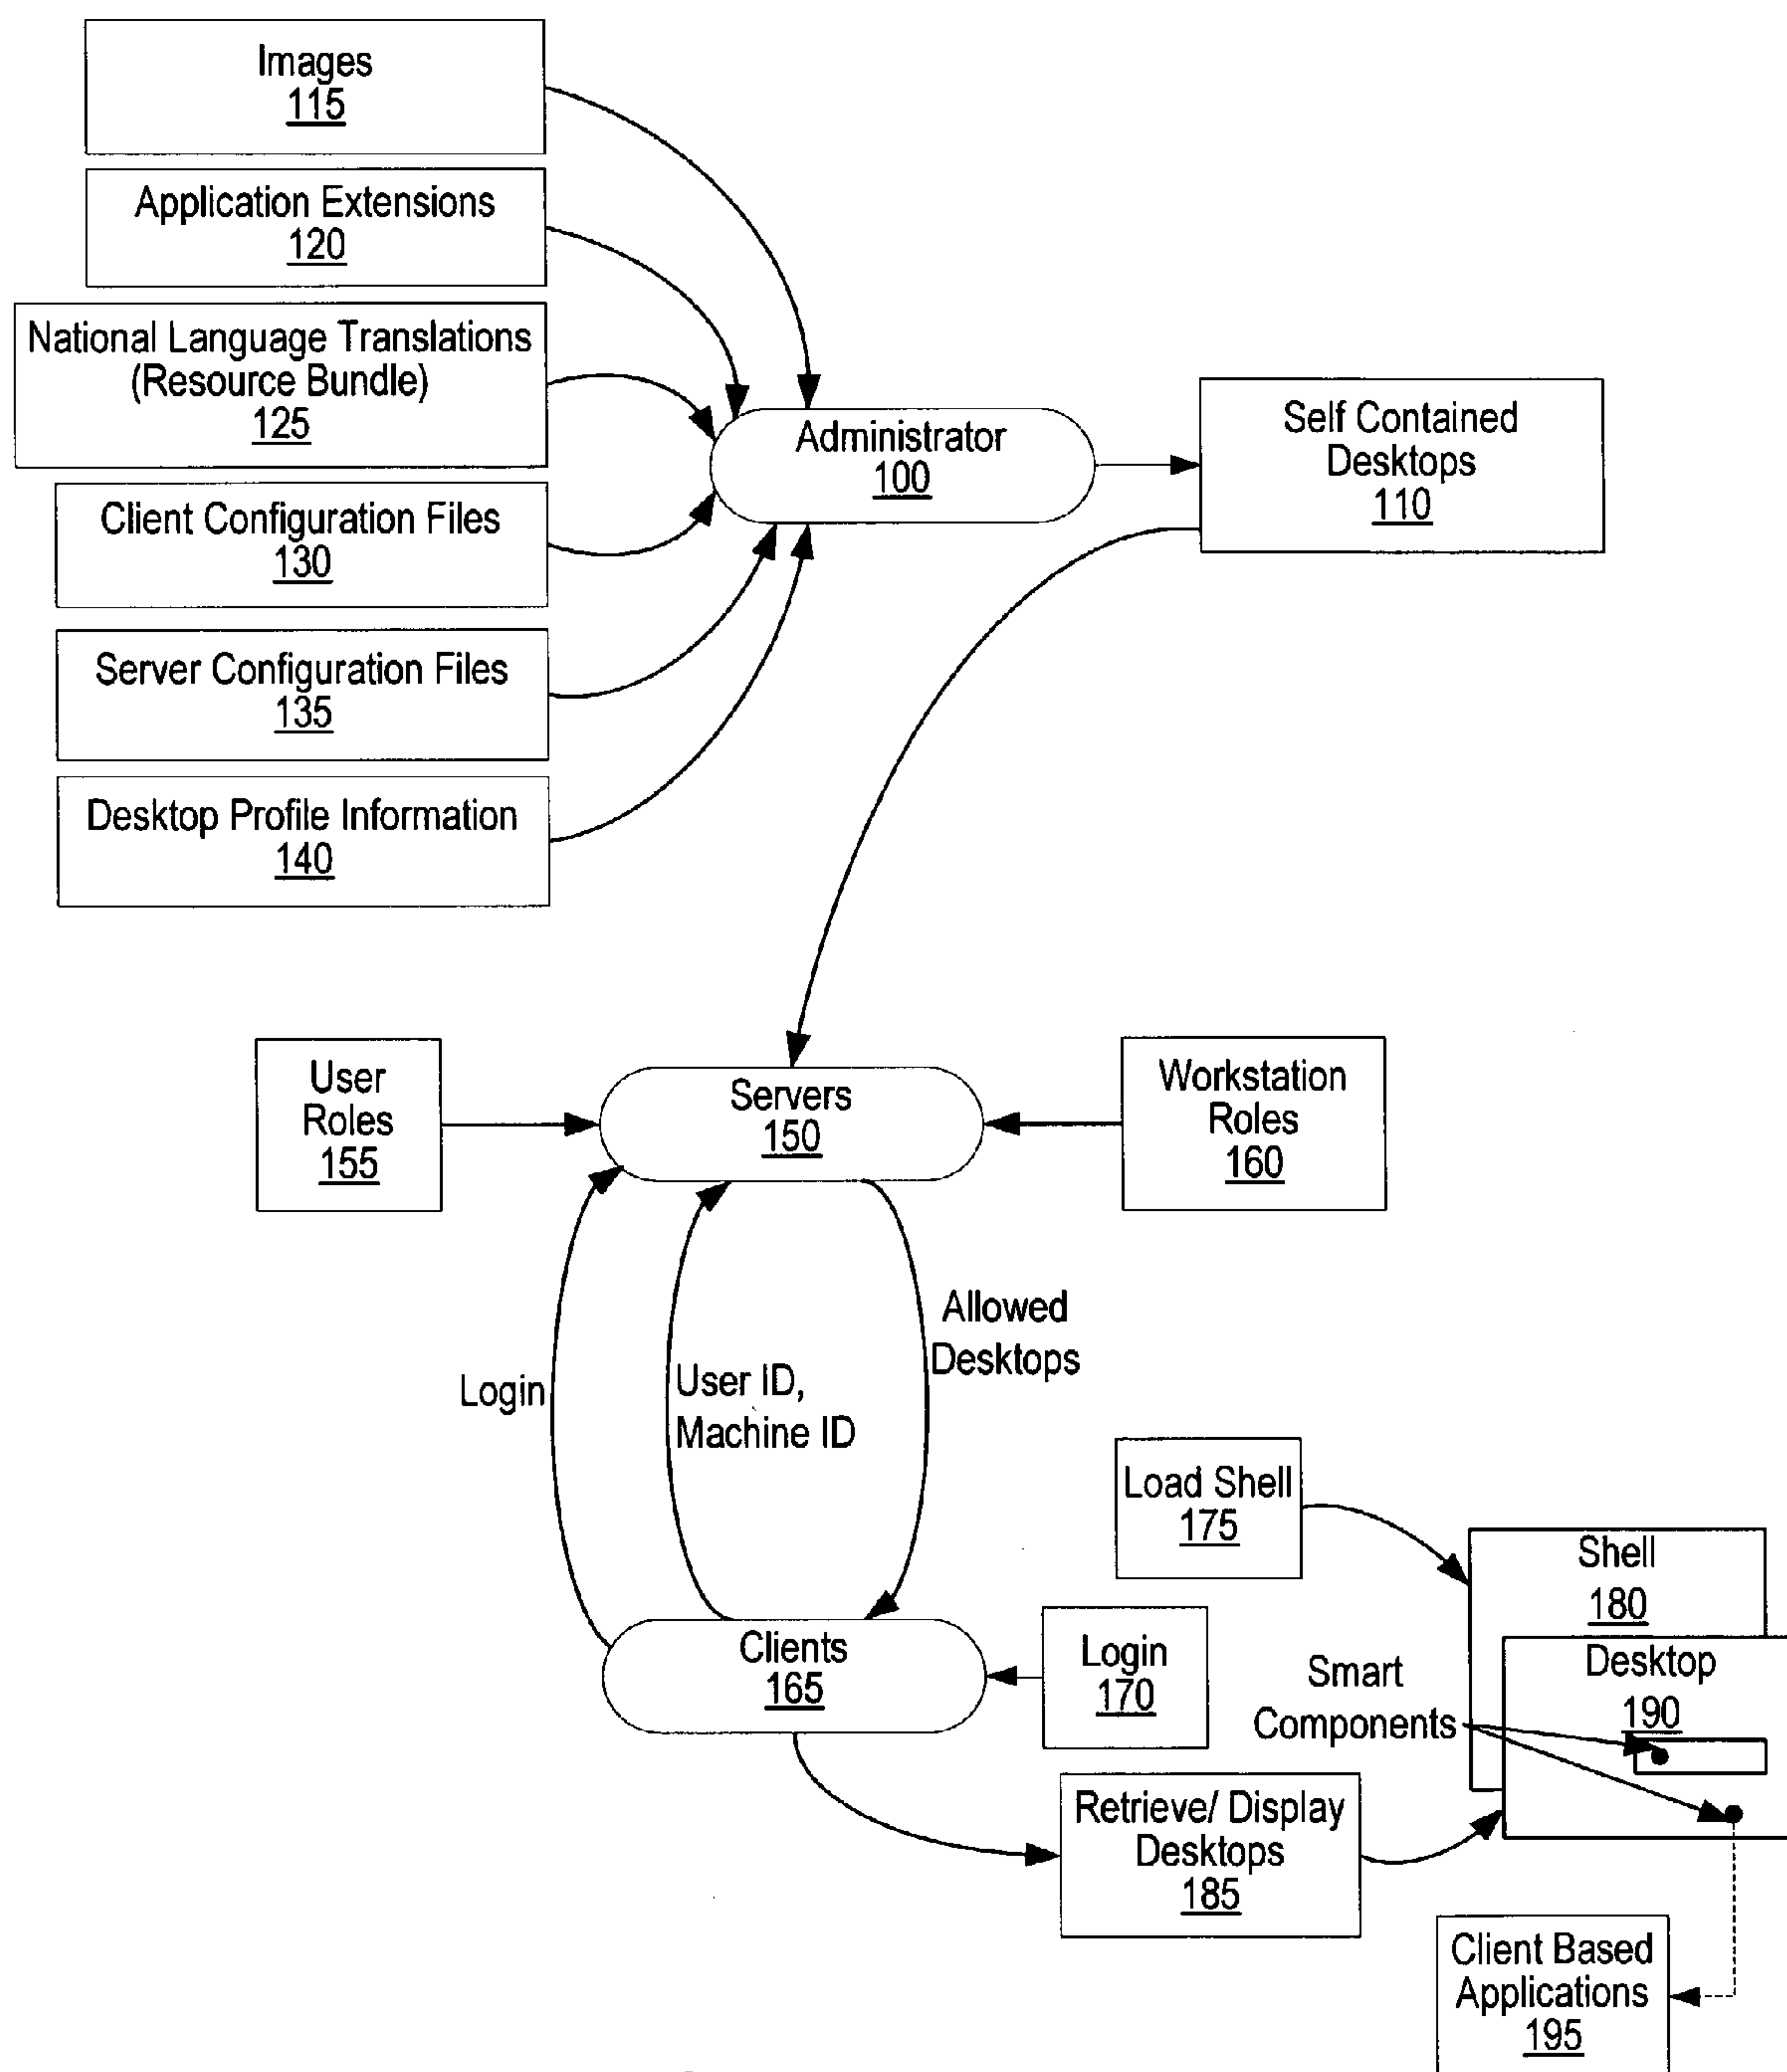 Images
115
Application Extensions
120
National Language Translations
(Resource Bundle)
125
Client Configuration Files
130
Server Configuration Files
135
Desktop Profile Information
140
Administrator
100
Self Contained
Desktops
110
User
Roles
155
Servers
150
Workstation
Roles
160
Login
User ID,
Machine ID
Allowed
Desktops
Clients
165
Login
170
Load Shell
175
Shell
180
Smart
Components
Desktop
190
Retrieve/ Display
Desktops
185
Client Based
Applications
195